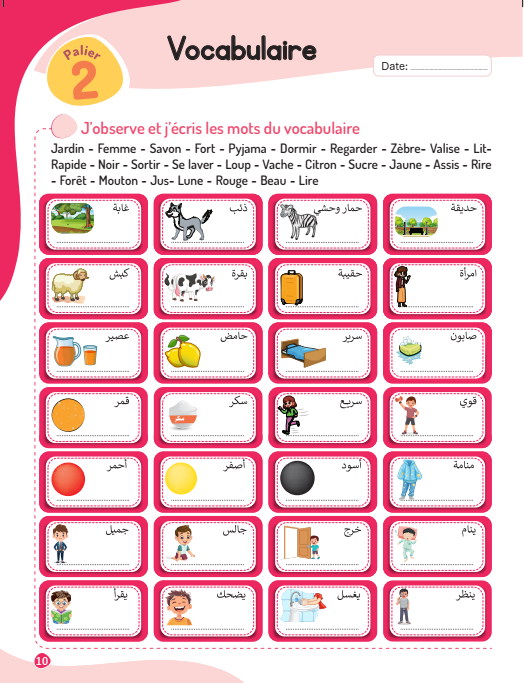 Palier
2
Vocabulaire
Date:
J'observe et j'écris les mots du vocabulaire
Jardin - Femme - Savon - Fort - Pyjama - Dormir - Regarder - Zèbre- Valise - Lit-
Rapide - Noir - Sortir - Se laver - Loup - Vache - Citron - Sucre - Jaune - Assis - Rire
- Forêt - Mouton - Jus- Lune - Rouge - Beau - Lire
غابة
ذئب
حمار وحشي
حديقة
كبش
بقرة
حقيبة
امرأة
عصير
حامض
سرير
صابون
قمر
سكر
سريع
قوي
أحمر
أصفر
أسود
منامة
جميل
جالس
خرج
ينام
يقرأ
يضحك
يغسل
ينظر
10